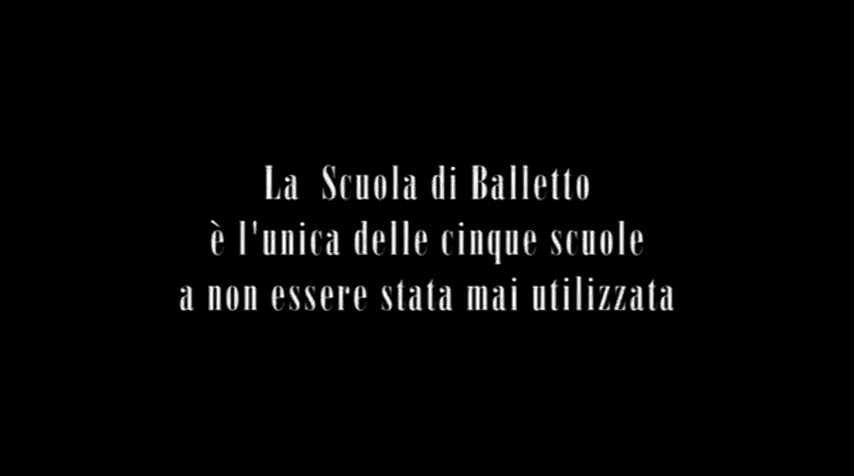 La Scuola di Balletto
è l'unica delle cinque scuole
a non essere stata mai utilizzata